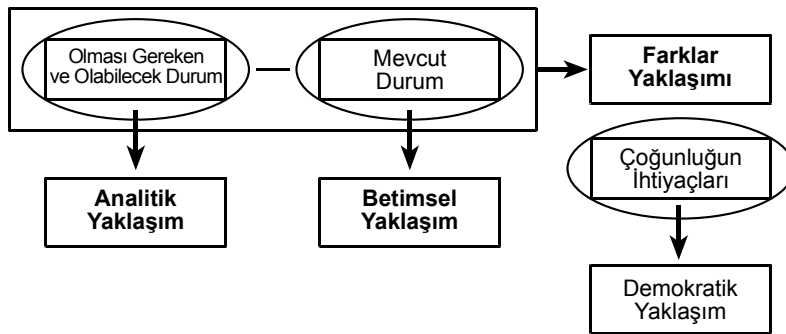 Olması Gereken
ve Olabilecek Durum
Mevcut
Durum
Farklar
Yaklaşımı
Analitik
Yaklaşım
Betimsel
Yaklaşım
Çoğunluğun
İhtiyaçları
Demokratik
Yaklaşım